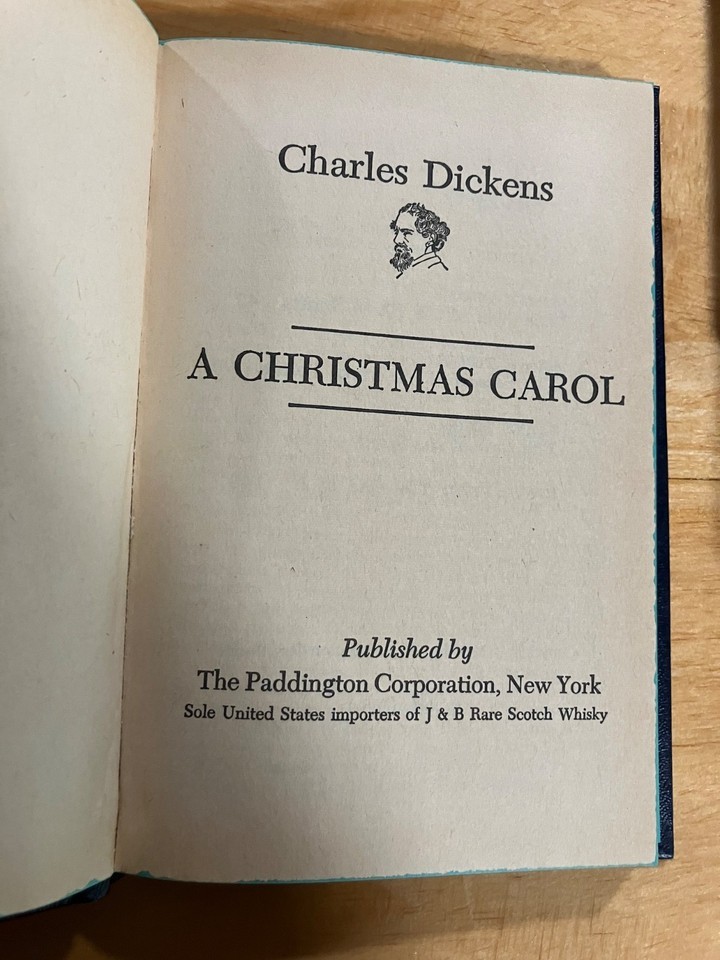 Charles Dickens
A CHRISTMAS CAROL
Published by
The Paddington Corporation, New York
Sole United States importers of J & B Rare Scotch Whisky